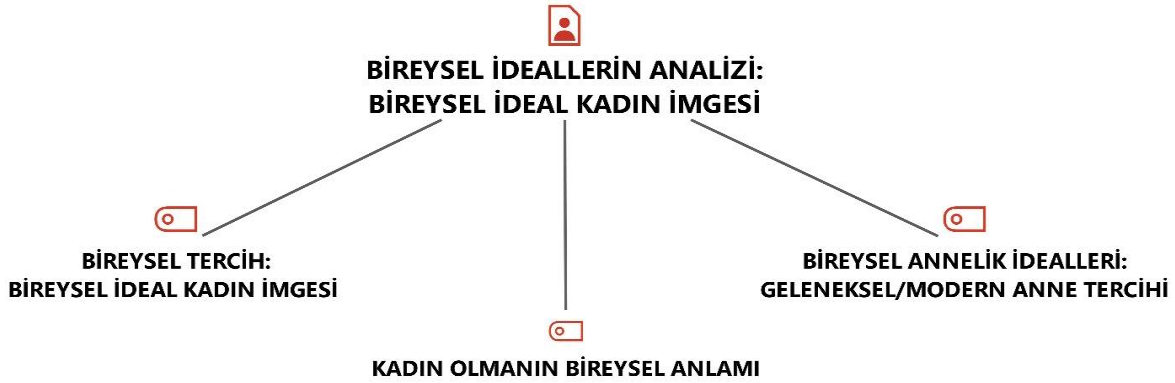 BİREYSEL İDEALLERİN ANALİZİ:
BİREYSEL İDEAL KADIN İMGESİ
BİREYSEL TERCİH:
BİREYSEL İDEAL KADIN İMGESİ
KADIN OLMANIN BİREYSEL ANLAMI
BİREYSEL ANNELİK İDEALLERİ:
GELENEKSEL/MODERN ANNE TERCİHİ